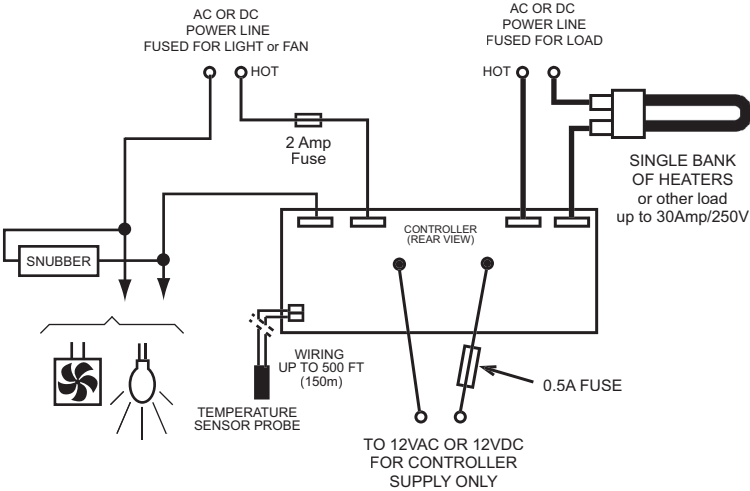 AC OR DC
POWER LINE
FUSED FOR LIGHT or FAN
HOT
AC OR DC
POWER LINE
FUSED FOR LOAD
HOT
2 Amp
Fuse
SINGLE BANK
OF HEATERS
or other load
up to 30Amp/250V
CONTROLLER
(REAR VIEW)
SNUBBER
WIRING
UP TO 500 FT
(150m)
TEMPERATURE
SENSOR PROBE
0.5A FUSE
TO 12VAC OR 12VDC
FOR CONTROLLER
SUPPLY ONLY